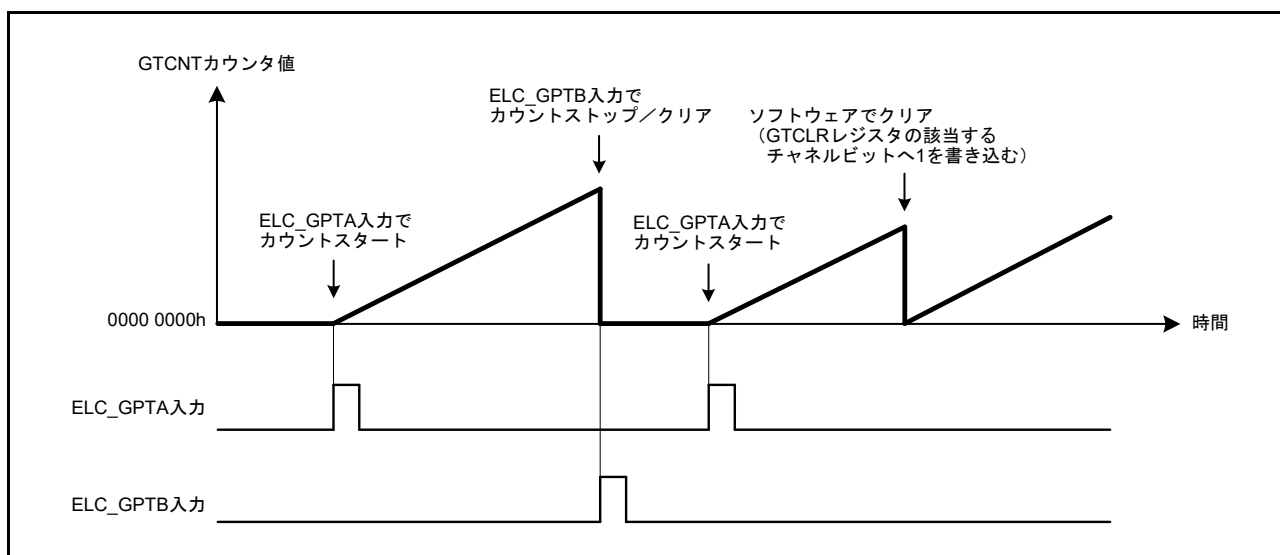 GTCNTカウンタ値
ELC_GPTB入力で
カウントストップ／クリア
ソフトウェアでクリア
（GTCLRレジスタの該当する
チャネルビットへ1を書き込む）
ELC_GPTA入力で
カウントスタート
ELC_GPTA入力で
カウントスタート
0000 0000h
時間
ELC_GPTA入力
ELC_GPTB入力